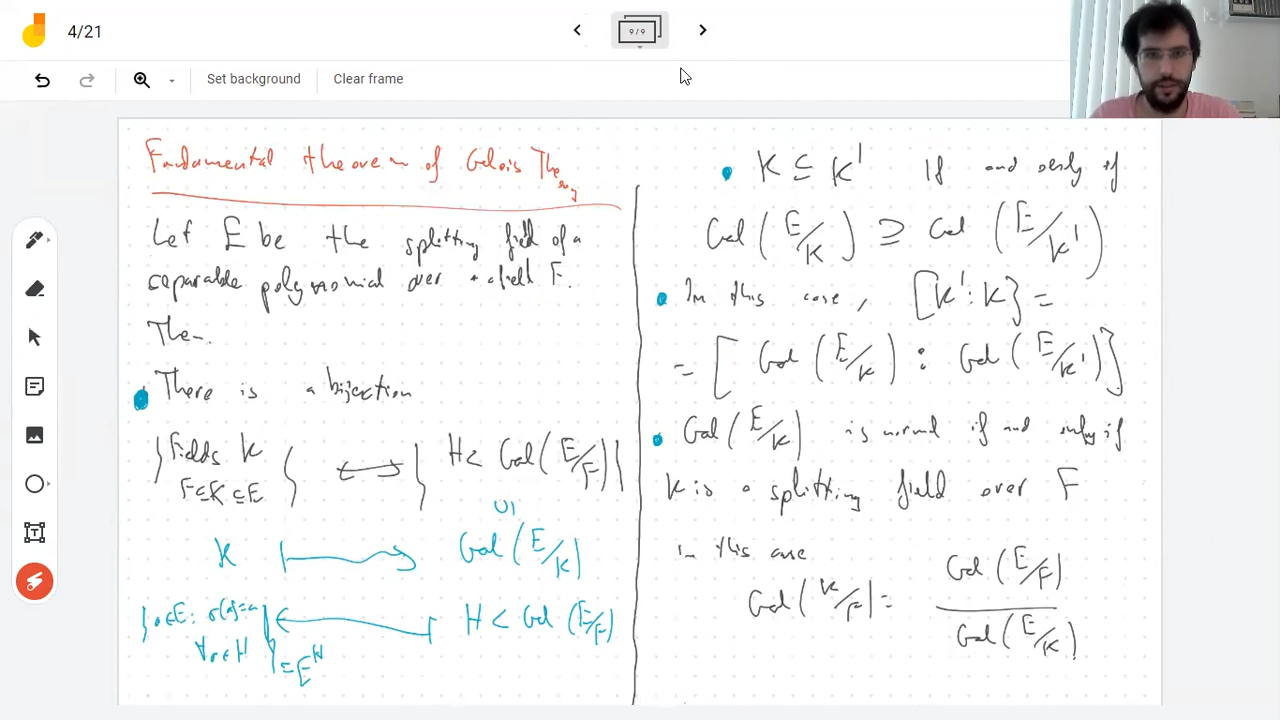 4/21
9/9
Set background
Clear frame
Fundamental theorem of Galois Theory
Let E be the splitting field of a
separable polynomial over a field F.
Then.
• There is a bijection
{Fields K F⊆K⊆E} ⟷ {H < Gal(E/F)}
∪|
K ⟼ Gal(E/K)
{a∈E: σ(a)=a ∀σ∈H} = E^H ⟻ H < Gal(E/F)
• K ⊆ K' If and only if
Gal(E/K) ⊇ Gal(E/K')
• In this case, [K':K] =
= [Gal(E/K) : Gal(E/K')]
• Gal(E/K) is normal if and only if
K is a splitting field over F
in this case
Gal(K/F) = Gal(E/F) / Gal(E/K)